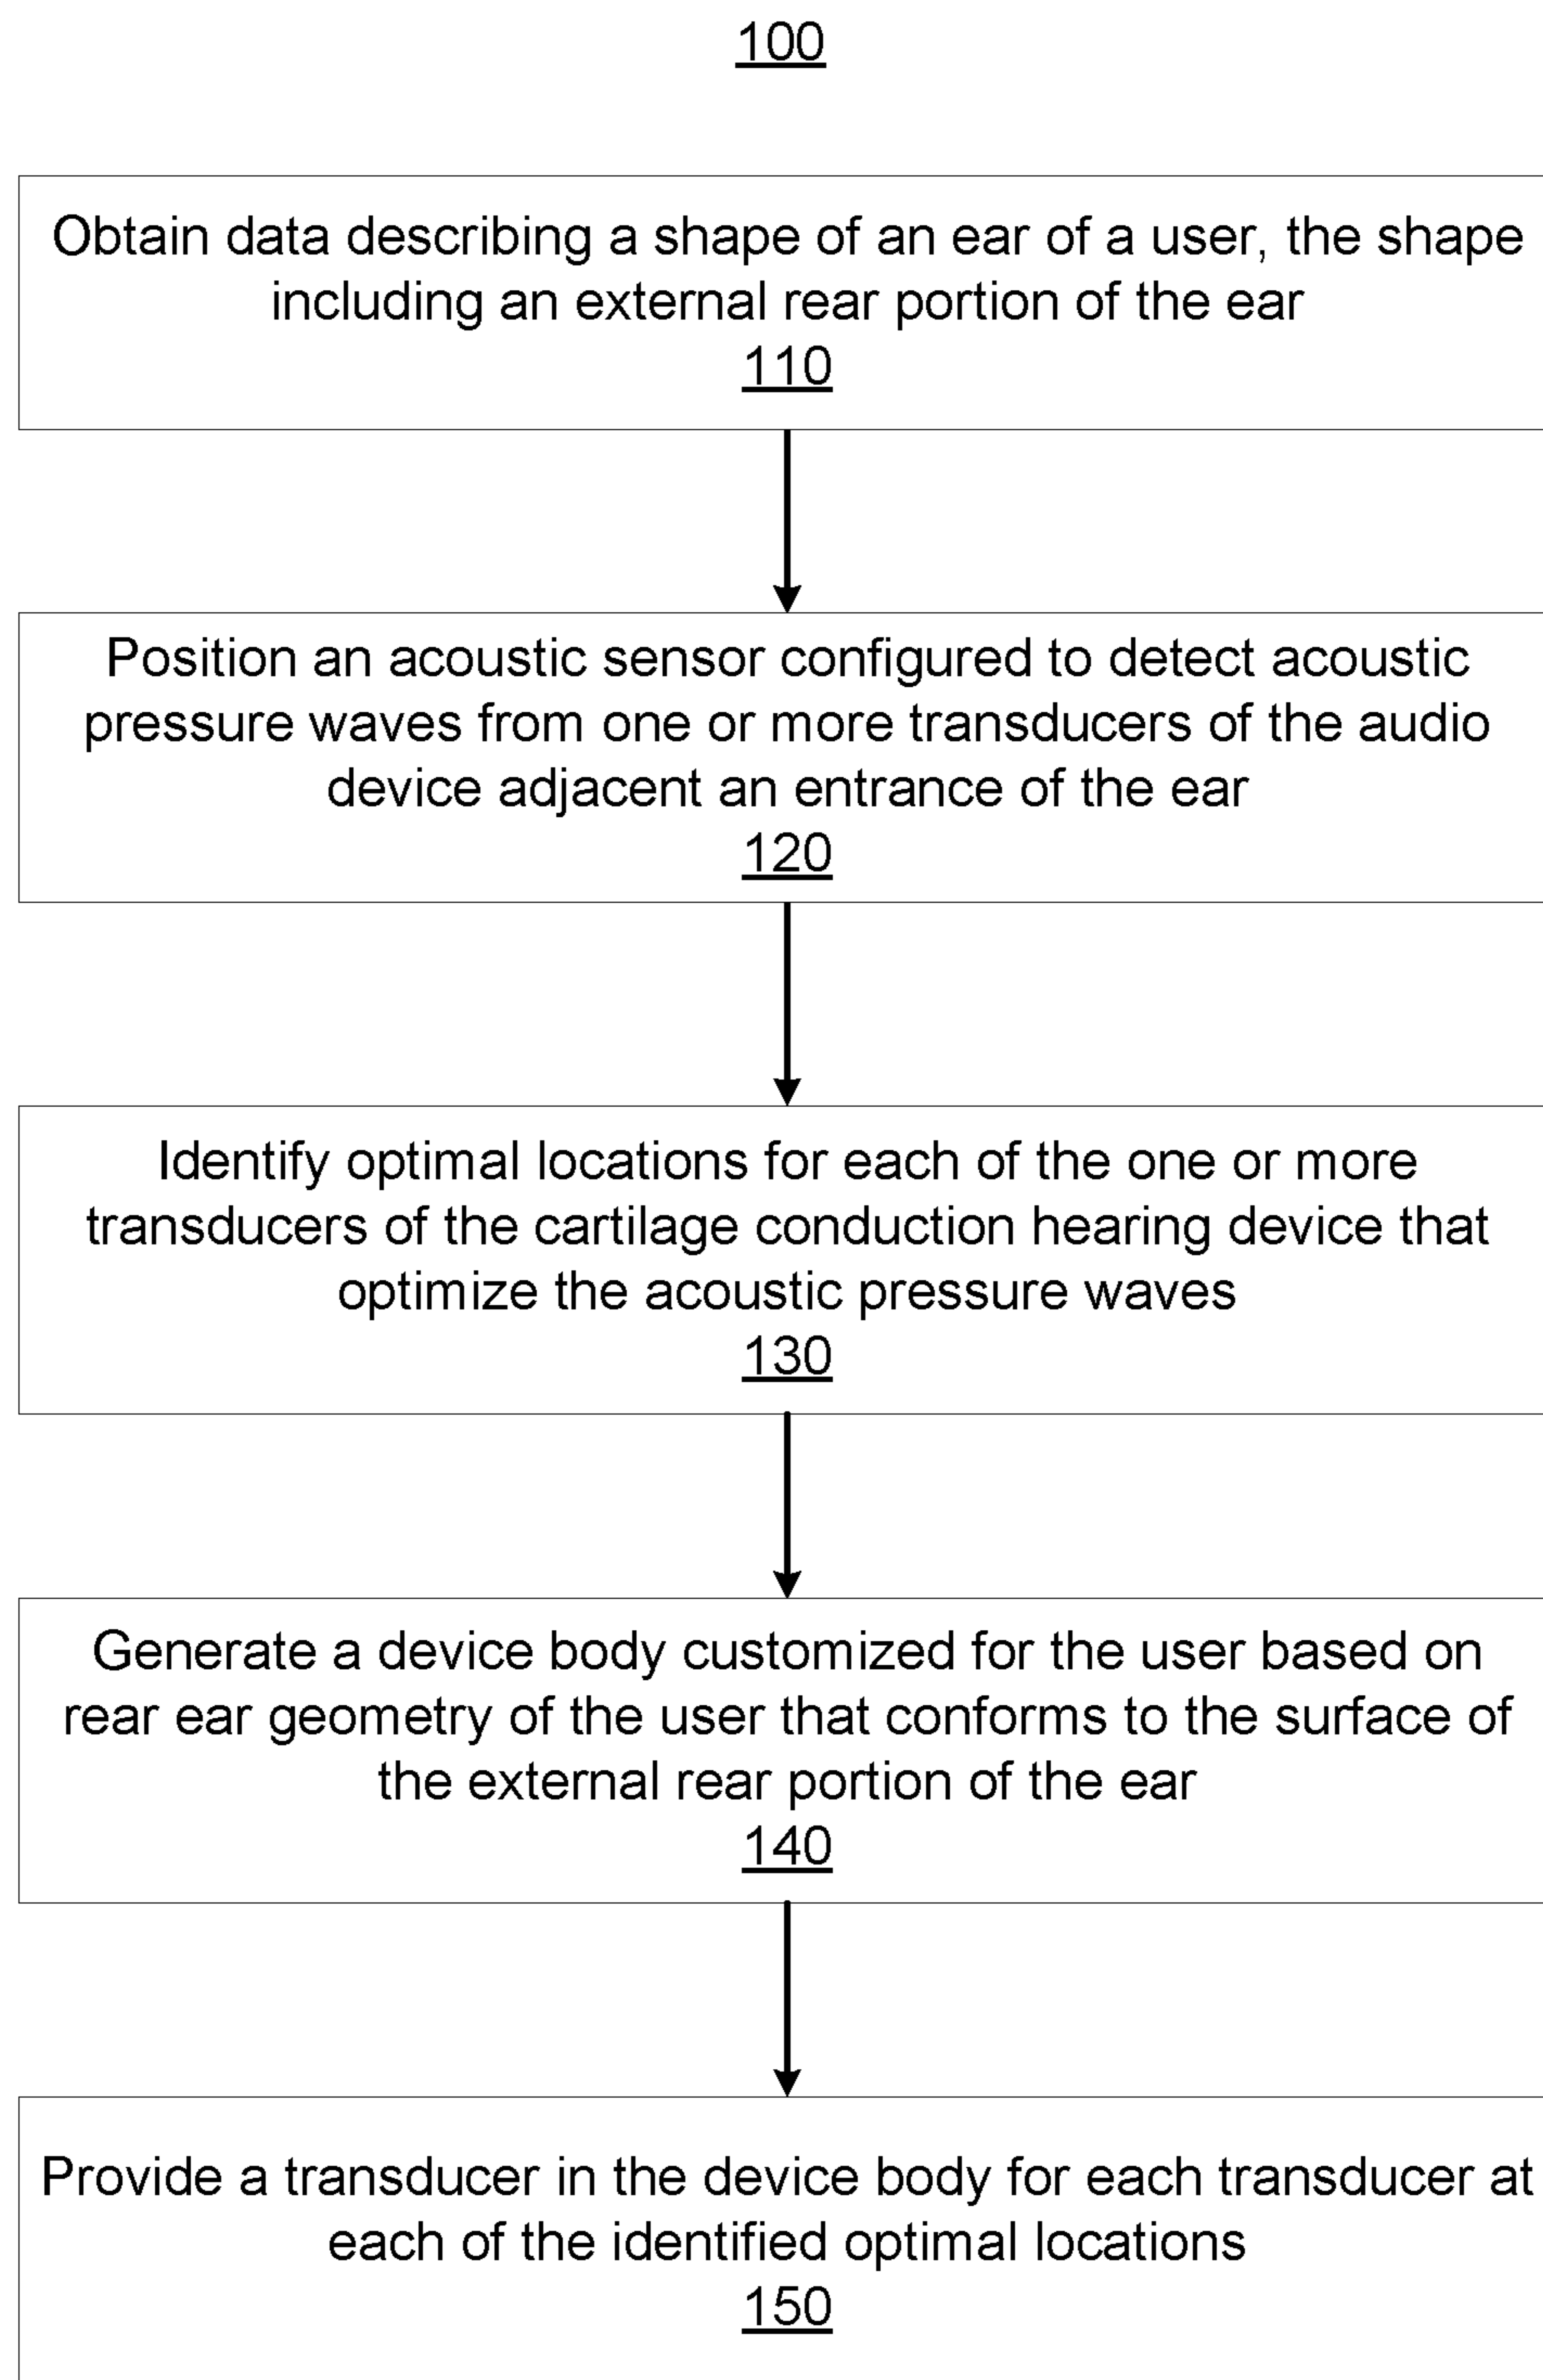 100
Obtain data describing a shape of an ear of a user, the shape
including an external rear portion of the ear
110
Position an acoustic sensor configured to detect acoustic
pressure waves from one or more transducers of the audio
device adjacent an entrance of the ear
120
Identify optimal locations for each of the one or more
transducers of the cartilage conduction hearing device that
optimize the acoustic pressure waves
130
Generate a device body customized for the user based on
rear ear geometry of the user that conforms to the surface of
the external rear portion of the ear
140
Provide a transducer in the device body for each transducer at
each of the identified optimal locations
150